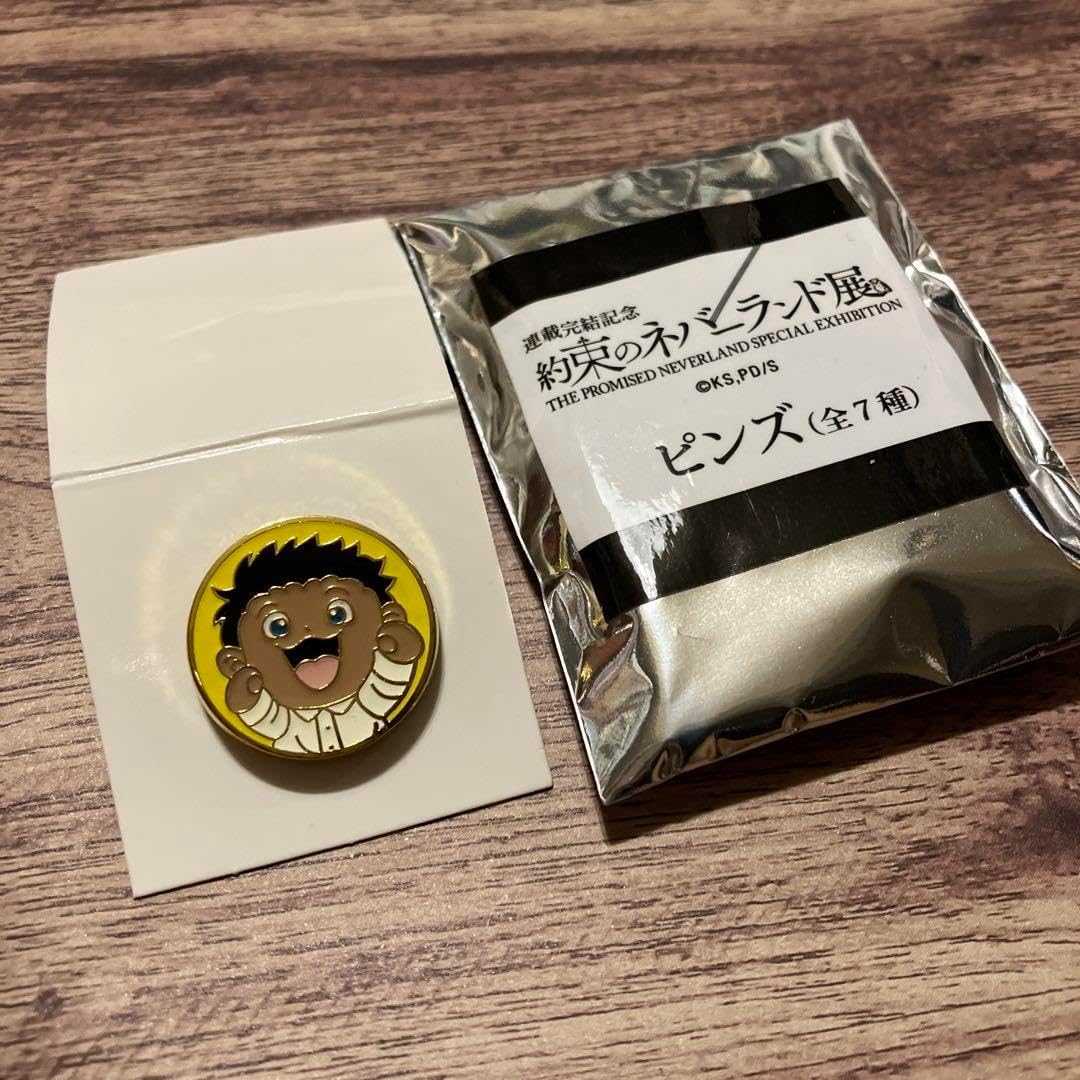 連載完結記念
約束のネバーランド展
THE PROMISED NEVERLAND SPECIAL EXHIBITION
©KS,PD/S
ピンズ(全7種)